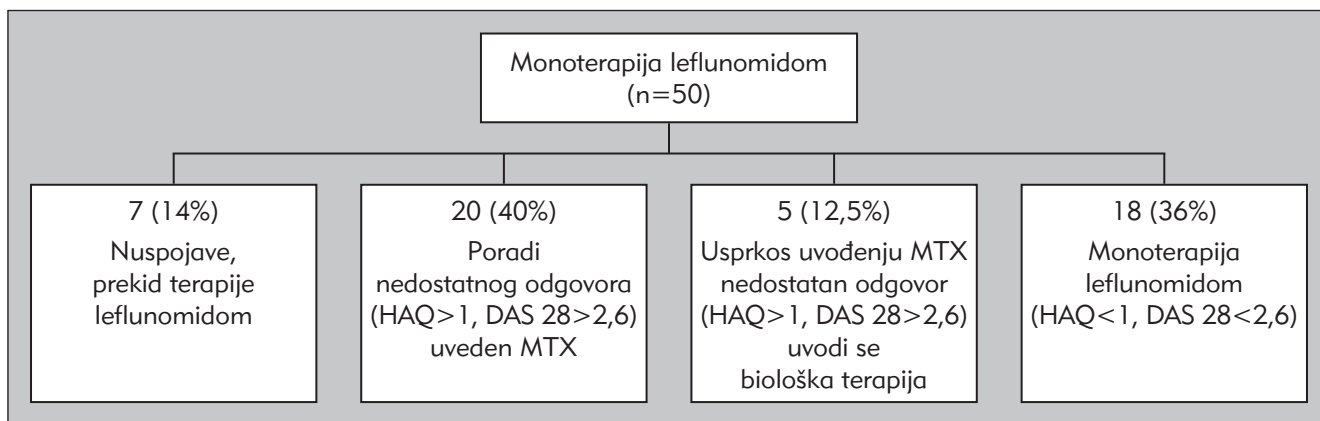 Monoterapija leflunomidom
(n=50)
7 (14%)
Nuspojave,
prekid terapije
leflunomidom
20 (40%)
Poradi
nedostatnog odgovora
(HAQ>1, DAS 28>2,6)
uveden MTX
5 (12,5%)
Usprkos uvođenju MTX
nedostatan odgovor
(HAQ>1, DAS 28>2,6)
uvodi se
biološka terapija
18 (36%)
Monoterapija
leflunomidom
(HAQ<1, DAS 28<2,6)